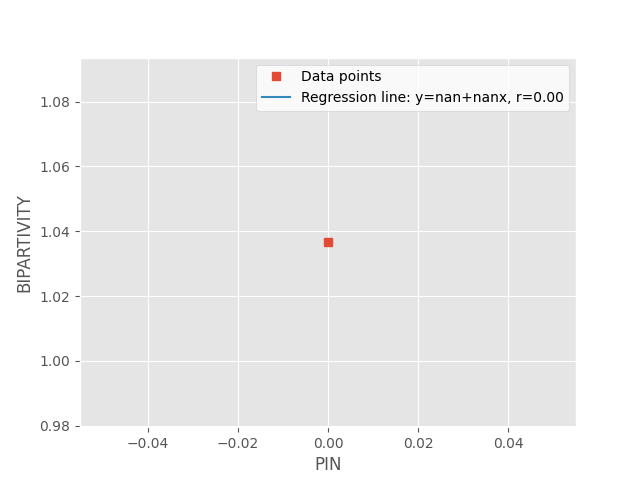 Data points
Regression line: y=nan+nanx, r=0.00
1.08
1.06
1.04
1.02
1.00
0.98
BIPARTIVITY
−0.04 −0.02 0.00 0.02 0.04
PIN